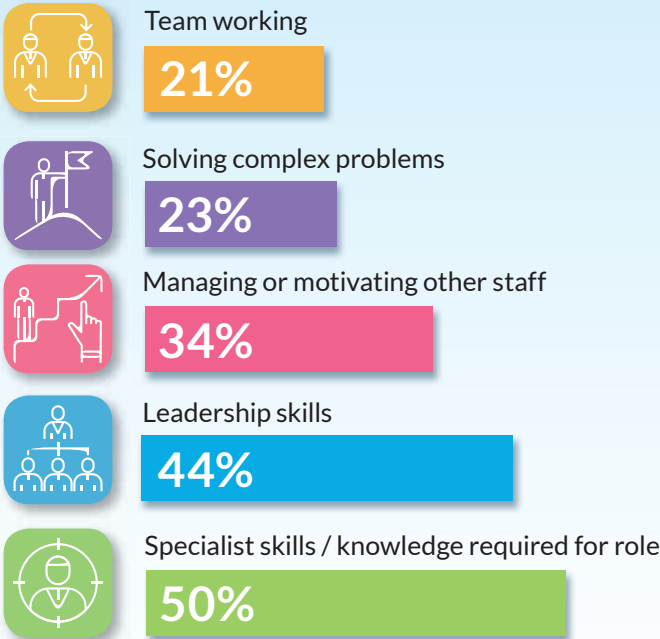 Team working
21%
Solving complex problems
23%
Managing or motivating other staff
34%
Leadership skills
44%
Specialist skills / knowledge required for role
50%